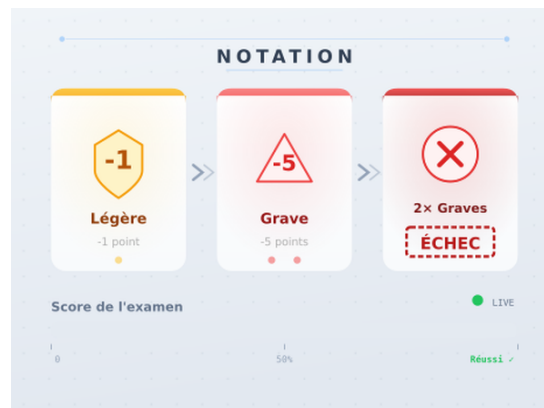 NOTATION
-1
Légère
-1 point
-5
Grave
-5 points
2× Graves
ÉCHEC
Score de l'examen
LIVE
0
50%
Réussi ✓